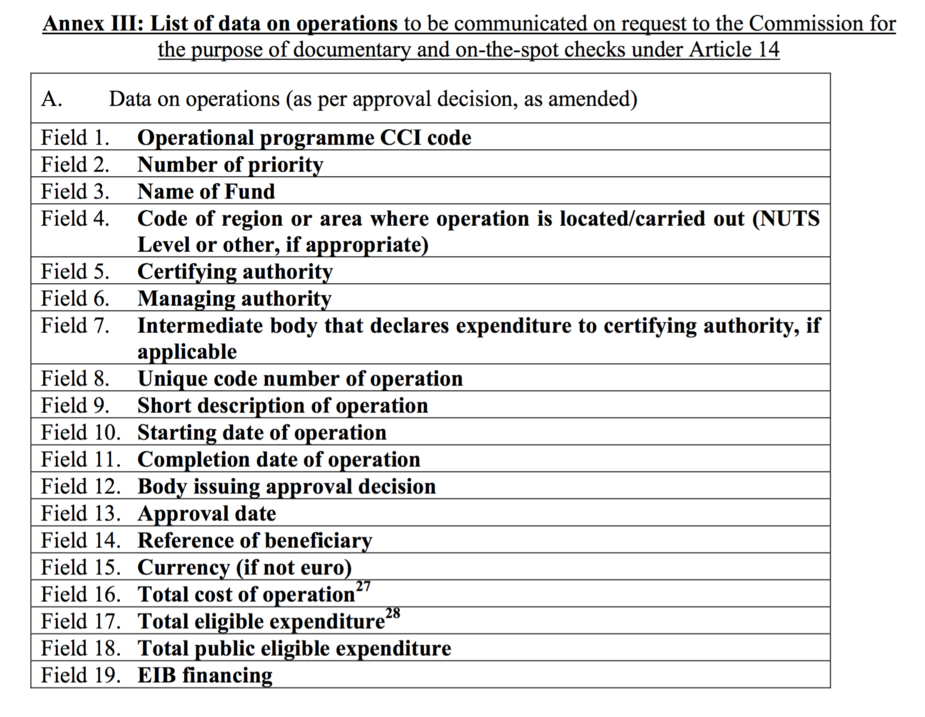 Annex III: List of data on operations to be communicated on request to the Commission for
the purpose of documentary and on-the-spot checks under Article 14
A. Data on operations (as per approval decision, as amended)
Field 1. Operational programme CCI code
Field 2. Number of priority
Field 3. Name of Fund
Field 4. Code of region or area where operation is located/carried out (NUTS
Level or other, if appropriate)
Field 5. Certifying authority
Field 6. Managing authority
Field 7. Intermediate body that declares expenditure to certifying authority, if
applicable
Field 8. Unique code number of operation
Field 9. Short description of operation
Field 10. Starting date of operation
Field 11. Completion date of operation
Field 12. Body issuing approval decision
Field 13. Approval date
Field 14. Reference of beneficiary
Field 15. Currency (if not euro)
Field 16. Total cost of operation27
Field 17. Total eligible expenditure28
Field 18. Total public eligible expenditure
Field 19. EIB financing